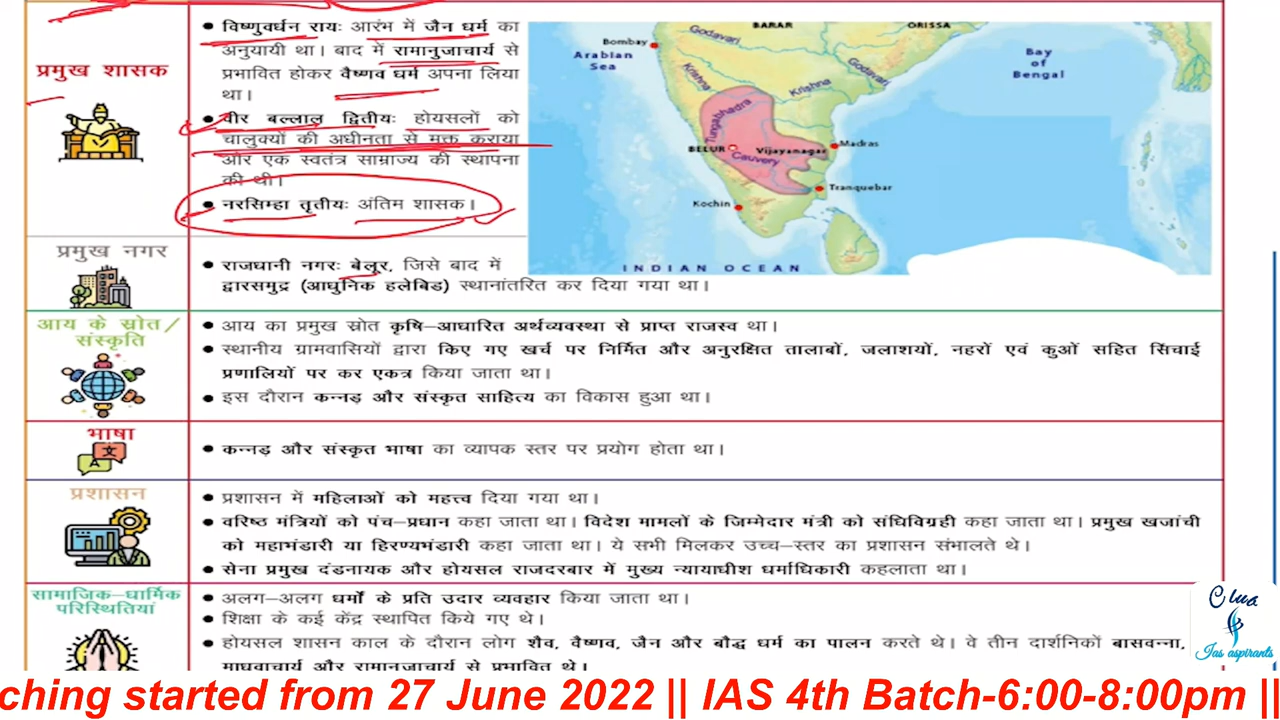 प्रमुख शासक
● विष्णुवर्धन रायः आरंभ में जैन धर्म का
अनुयायी था। बाद में रामानुजाचार्य से
प्रभावित होकर वैष्णव धर्म अपना लिया
था।
● वीर बल्लाल द्वितीयः होयसलों को
चालुक्यों की अधीनता से मुक्त कराया
और एक स्वतंत्र साम्राज्य की स्थापना
की थी।
● नरसिम्हा तृतीयः अंतिम शासक।
BARAR
ORISSA
Godavari
Bombay
Arabian
Sea
Bay
of
Bengal
Krishna
Krishna
Godavari
Tungabhadra
BELUR
Vijayanagar
Madras
Cauvery
Tranquebar
Kochin
INDIAN OCEAN
प्रमुख नगर
● राजधानी नगरः बेलूर, जिसे बाद में
द्वारसमुद्र (आधुनिक हलेबिड) स्थानांतरित कर दिया गया था।
आय के स्रोत/
संस्कृति
● आय का प्रमुख स्रोत कृषि–आधारित अर्थव्यवस्था से प्राप्त राजस्व था।
● स्थानीय ग्रामवासियों द्वारा किए गए खर्च पर निर्मित और अनुरक्षित तालाबों, जलाशयों, नहरों एवं कुओं सहित सिंचाई
प्रणालियों पर कर एकत्र किया जाता था।
● इस दौरान कन्नड़ और संस्कृत साहित्य का विकास हुआ था।
भाषा
● कन्नड़ और संस्कृत भाषा का व्यापक स्तर पर प्रयोग होता था।
प्रशासन
● प्रशासन में महिलाओं को महत्त्व दिया गया था।
● वरिष्ठ मंत्रियों को पंच–प्रधान कहा जाता था। विदेश मामलों के जिम्मेदार मंत्री को संधिविग्रही कहा जाता था। प्रमुख खजांची
को महाभंडारी या हिरण्यभंडारी कहा जाता था। ये सभी मिलकर उच्च–स्तर का प्रशासन संभालते थे।
● सेना प्रमुख दंडनायक और होयसल राजदरबार में मुख्य न्यायाधीश धर्माधिकारी कहलाता था।
सामाजिक–धार्मिक
परिस्थितियां
● अलग–अलग धर्मों के प्रति उदार व्यवहार किया जाता था।
● शिक्षा के कई केंद्र स्थापित किये गए थे।
● होयसल शासन काल के दौरान लोग शैव, वैष्णव, जैन और बौद्ध धर्म का पालन करते थे। वे तीन दार्शनिकों बासवन्ना,
माधवाचार्य और रामानुजाचार्य से प्रभावित थे।
Ias aspirants
ching started from 27 June 2022 || IAS 4th Batch-6:00-8:00pm ||